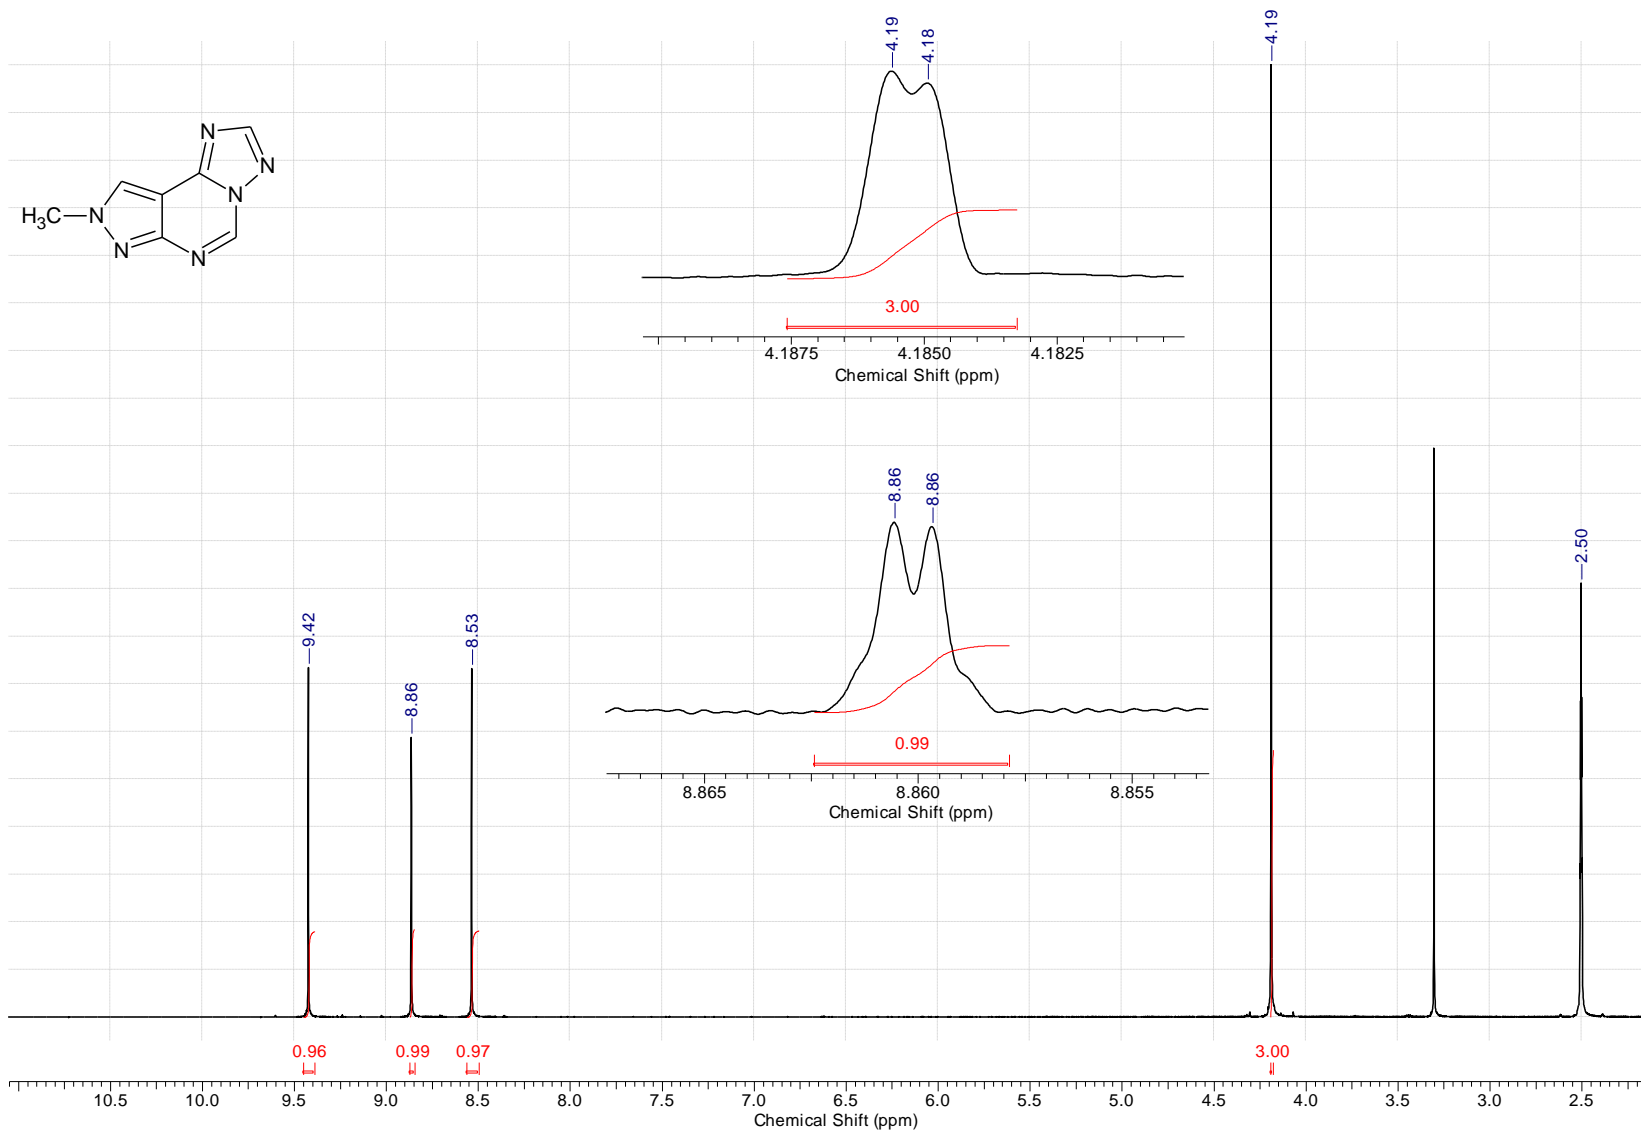 4.19
4.18
4.19
N
N
N
H3C
N
N
N
3.00
4.1875 4.1850 4.1825
Chemical Shift (ppm)
8.86
8.86
2.50
9.42
8.53
8.86
0.99
8.865 8.860 8.855
Chemical Shift (ppm)
0.96 0.99 0.97 3.00
10.5 10.0 9.5 9.0 8.5 8.0 7.5 7.0 6.5 6.0 5.5 5.0 4.5 4.0 3.5 3.0 2.5
Chemical Shift (ppm)